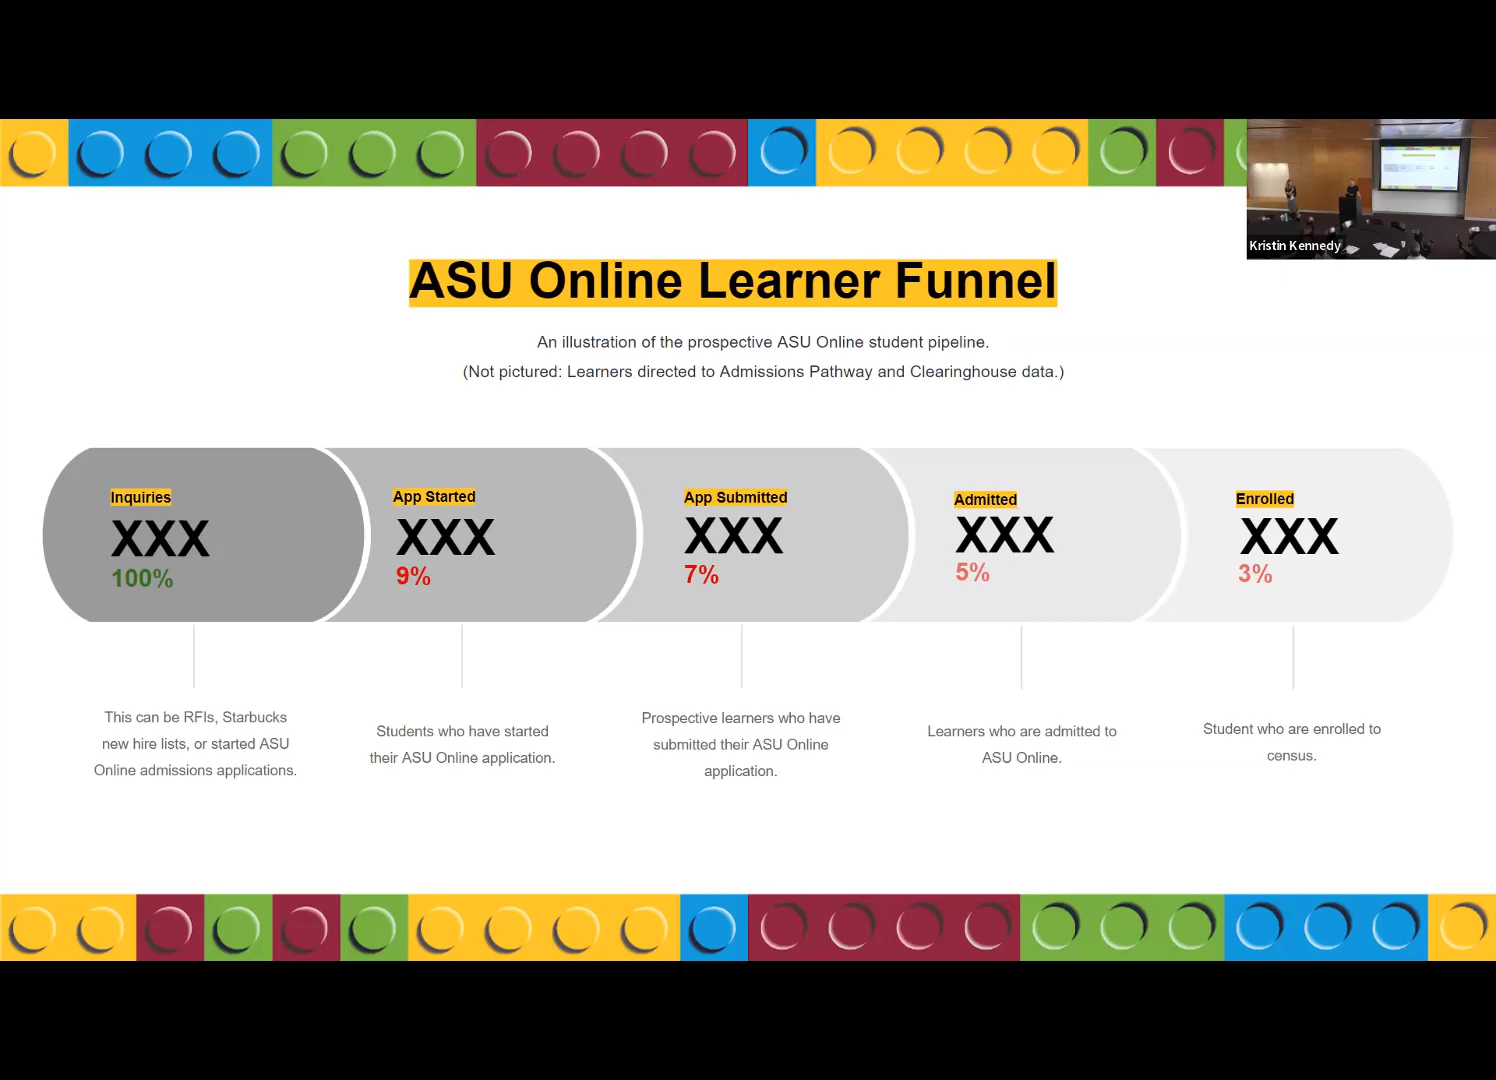 Kristin Kennedy
ASU Online Learner Funnel
An illustration of the prospective ASU Online student pipeline.
(Not pictured: Learners directed to Admissions Pathway and Clearinghouse data.)
Inquiries
XXX
100%
This can be RFIs, Starbucks
new hire lists, or started ASU
Online admissions applications.
App Started
XXX
9%
Students who have started
their ASU Online application.
App Submitted
XXX
7%
Prospective learners who have
submitted their ASU Online
application.
Admitted
XXX
5%
Learners who are admitted to
ASU Online.
Enrolled
XXX
3%
Student who are enrolled to
census.